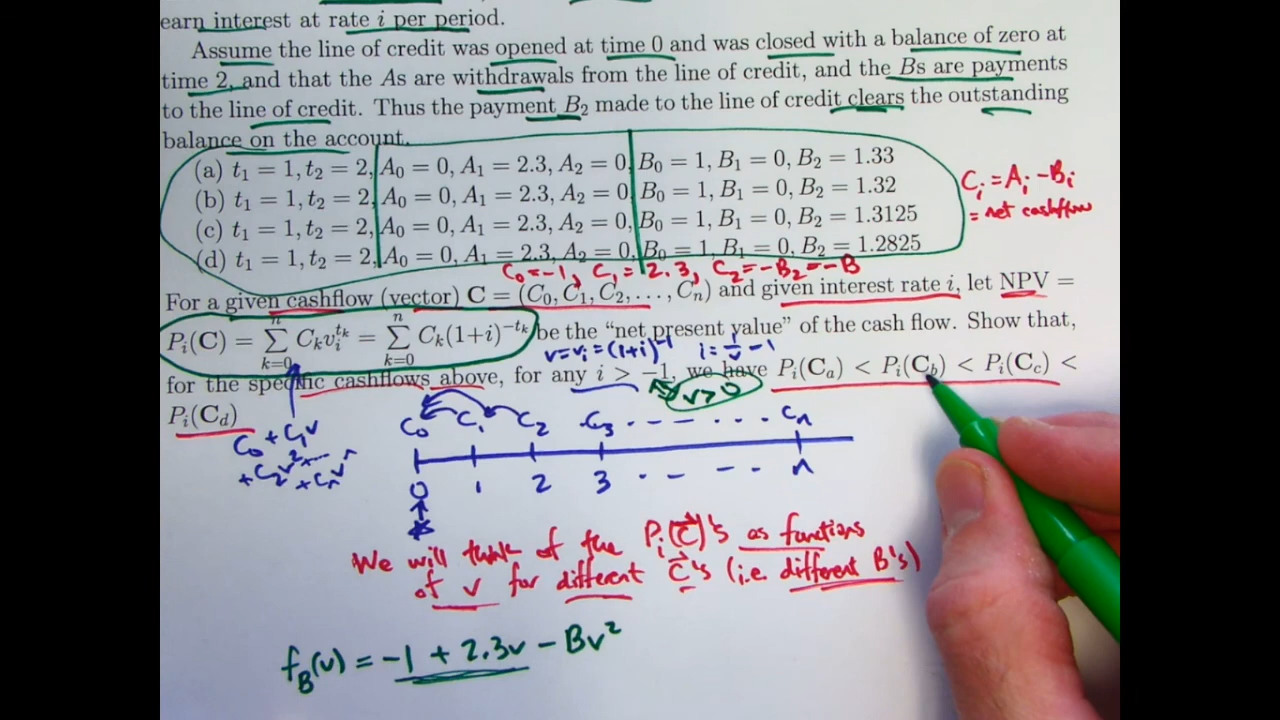 earn interest at rate i per period.
Assume the line of credit was opened at time 0 and was closed with a balance of zero at
time 2, and that the As are withdrawals from the line of credit, and the Bs are payments
to the line of credit. Thus the payment B₂ made to the line of credit clears the outstanding
balance on the account.
(a) t₁ = 1, t₂ = 2, A₀ = 0, A₁ = 2.3, A₂ = 0, B₀ = 1, B₁ = 0, B₂ = 1.33
(b) t₁ = 1, t₂ = 2, A₀ = 0, A₁ = 2.3, A₂ = 0, B₀ = 1, B₁ = 0, B₂ = 1.32
(c) t₁ = 1, t₂ = 2, A₀ = 0, A₁ = 2.3, A₂ = 0, B₀ = 1, B₁ = 0, B₂ = 1.3125
(d) t₁ = 1, t₂ = 2, A₀ = 0, A₁ = 2.3, A₂ = 0, B₀ = 1, B₁ = 0, B₂ = 1.2825
Cᵢ = Aᵢ - Bᵢ
= net cashflow
C₀ = -1, C₁ = 2.3, C₂ = -B₂ = -B
For a given cashflow (vector) C = (C₀, C₁, C₂, . . . , Cₙ) and given interest rate i, let NPV =
Pᵢ(C) = ∑ₖ₌₀ⁿ Cₖvᵢ^{tₖ} = ∑ₖ₌₀ⁿ Cₖ(1+i)^{-tₖ} be the “net present value” of the cash flow. Show that,
v = vᵢ = (1+i)⁻¹ i = 1/v - 1
for the specific cashflows above, for any i > −1, we have Pᵢ(Cₐ) < Pᵢ(C_b) < Pᵢ(C_c) <
v > 0
Pᵢ(C_d)
C₀ + C₁v
+ C₂v² + ...
+ Cₙvⁿ
C₀ C₁ C₂ C₃ - - - . . . . Cₙ
0 1 2 3 . - - - . n
We will think of the Pᵢ(C⃗)'s as functions
of v for different C⃗'s (i.e. different B's)
f_B(v) = -1 + 2.3v - Bv²